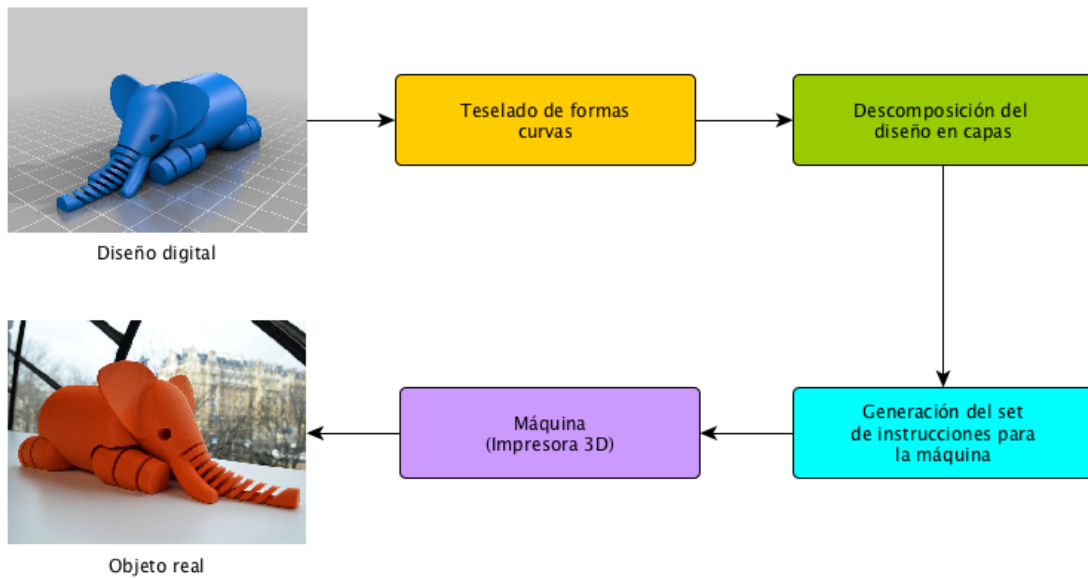 Teselado de formas
curvas
Descomposición del
diseño en capas
Diseño digital
Generación del set
de instrucciones para
la máquina
Máquina
(Impresora 3D)
Objeto real